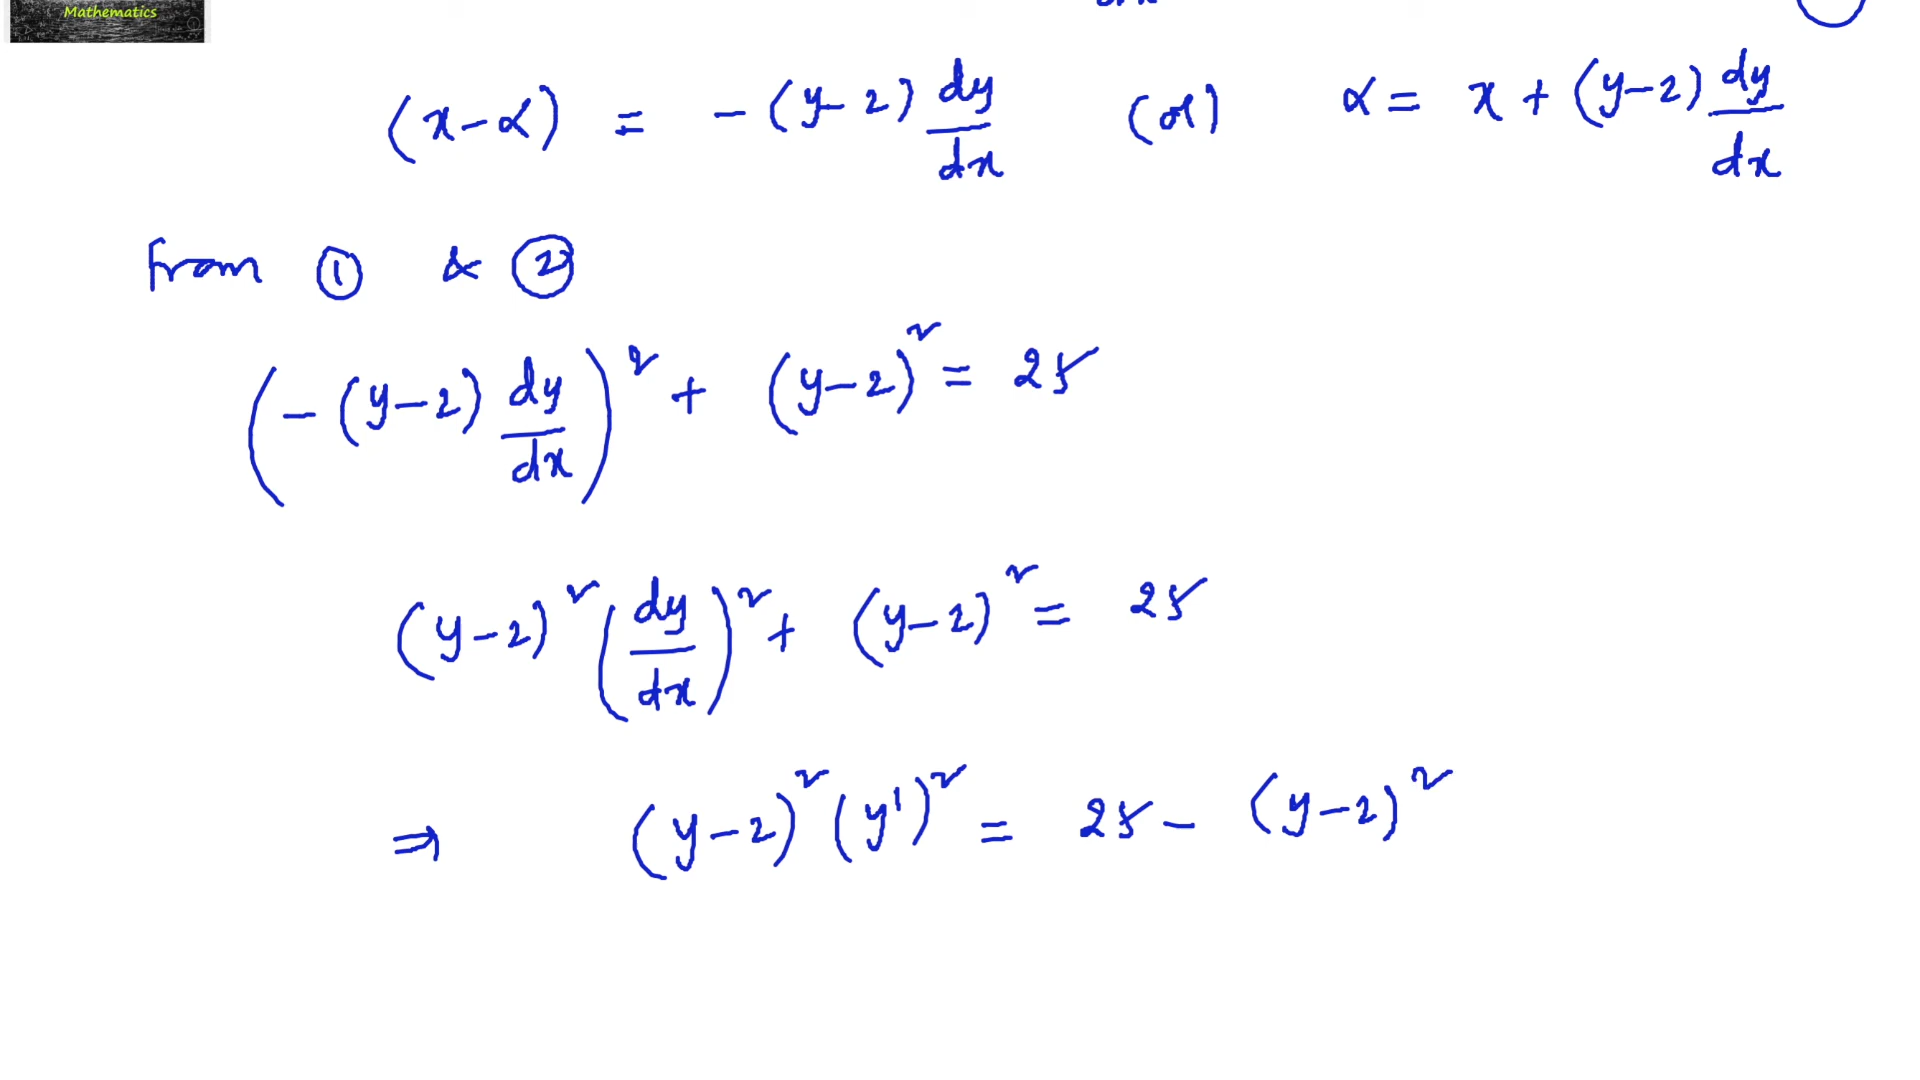 Mathematics
(x-α) = -(y-2) dy/dx (or) α = x + (y-2) dy/dx
From ① & ②
(-(y-2) dy/dx)² + (y-2)² = 25
(y-2)² (dy/dx)² + (y-2)² = 25
⇒ (y-2)² (y')² = 25 - (y-2)²